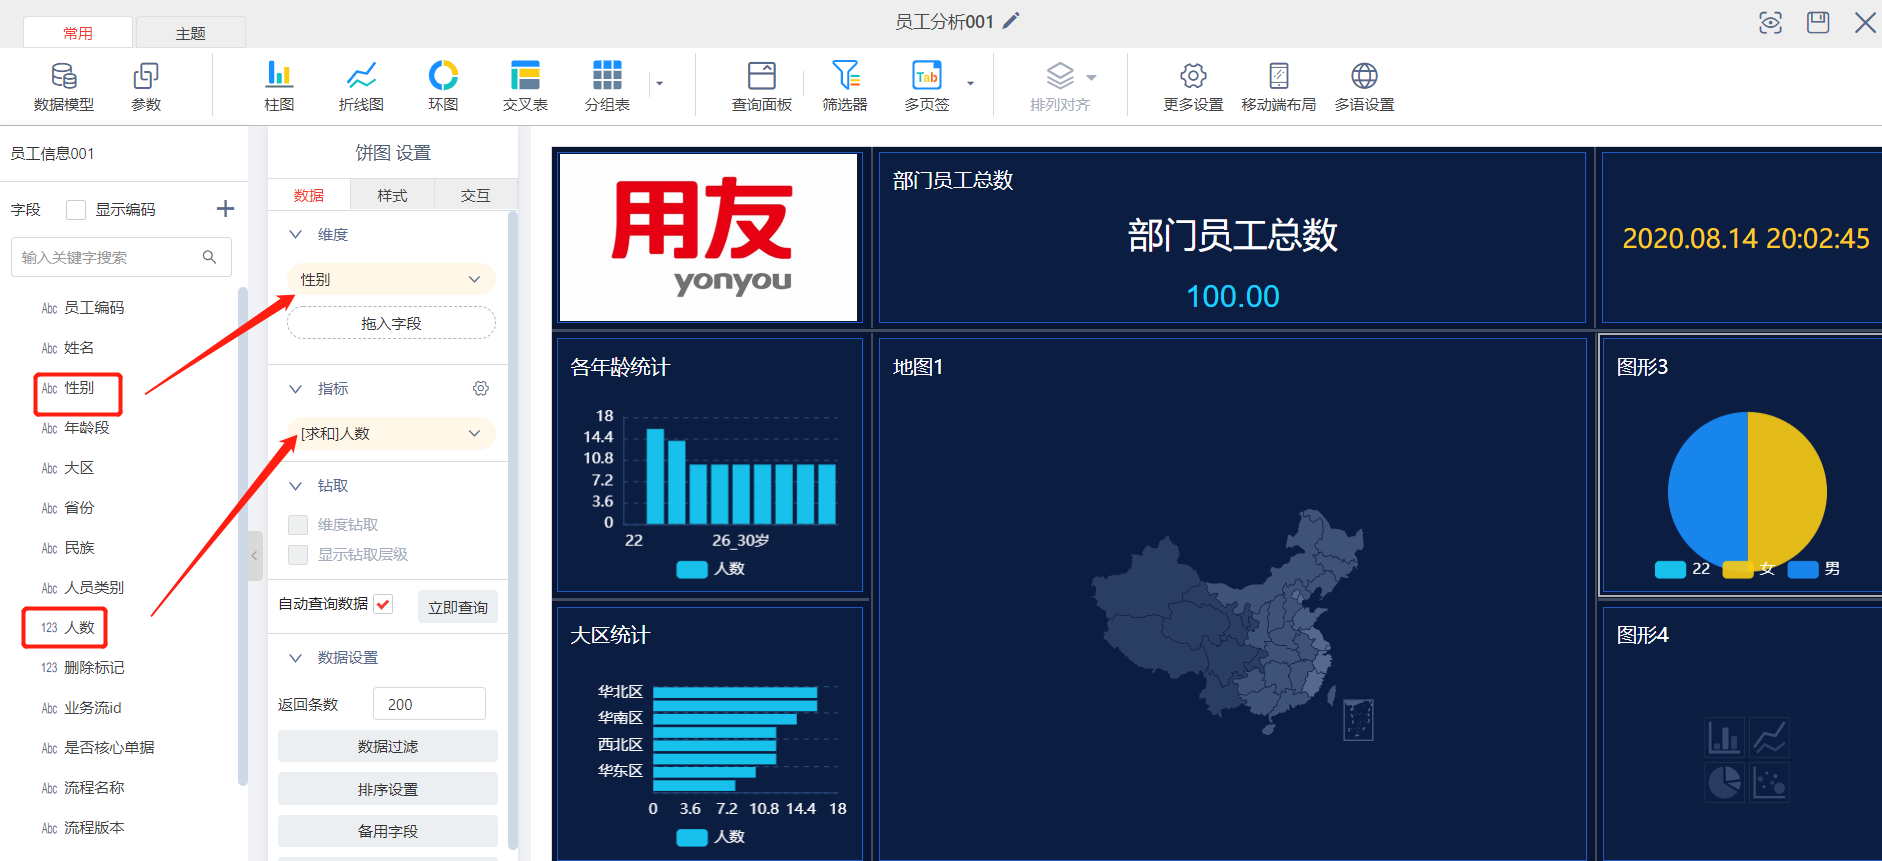 常用
主题
员工分析001
数据模型
参数
柱图
折线图
环图
交叉表
分组表
查询面板
筛选器
Tab
多页签
排列对齐
更多设置
移动端布局
多语设置
员工信息001
字段
显示编码
输入关键字搜索
Abc 员工编码
Abc 姓名
Abc 性别
Abc 年龄段
Abc 大区
Abc 省份
Abc 民族
Abc 人员类别
123 人数
123 删除标记
Abc 业务流id
Abc 是否核心单据
Abc 流程名称
Abc 流程版本
饼图 设置
数据
样式
交互
维度
性别
拖入字段
指标
[求和]人数
钻取
维度钻取
显示钻取层级
自动查询数据
立即查询
数据设置
返回条数
200
数据过滤
排序设置
备用字段
用友
yonyou
部门员工总数
部门员工总数
100.00
2020.08.14 20:02:45
各年龄统计
18
14.4
10.8
7.2
3.6
0
22
26_30岁
人数
地图1
图形3
22 女 男
大区统计
华北区
华南区
西北区
华东区
0 3.6 7.2 10.8 14.4 18
人数
图形4